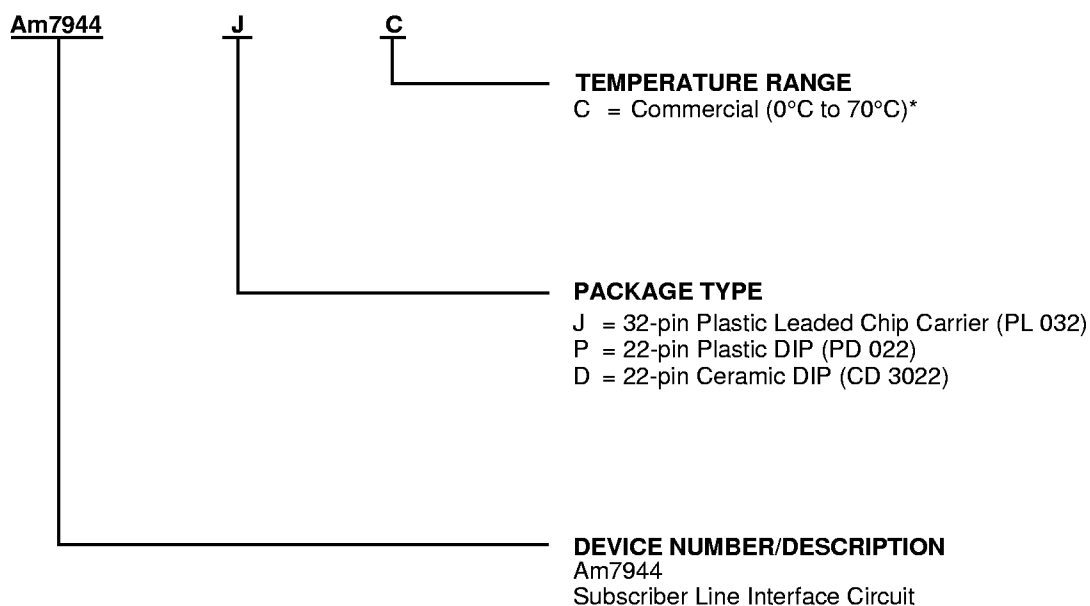 Am7944 J C
TEMPERATURE RANGE
C = Commercial (0°C to 70°C)*
PACKAGE TYPE
J = 32-pin Plastic Leaded Chip Carrier (PL 032)
P = 22-pin Plastic DIP (PD 022)
D = 22-pin Ceramic DIP (CD 3022)
DEVICE NUMBER/DESCRIPTION
Am7944
Subscriber Line Interface Circuit